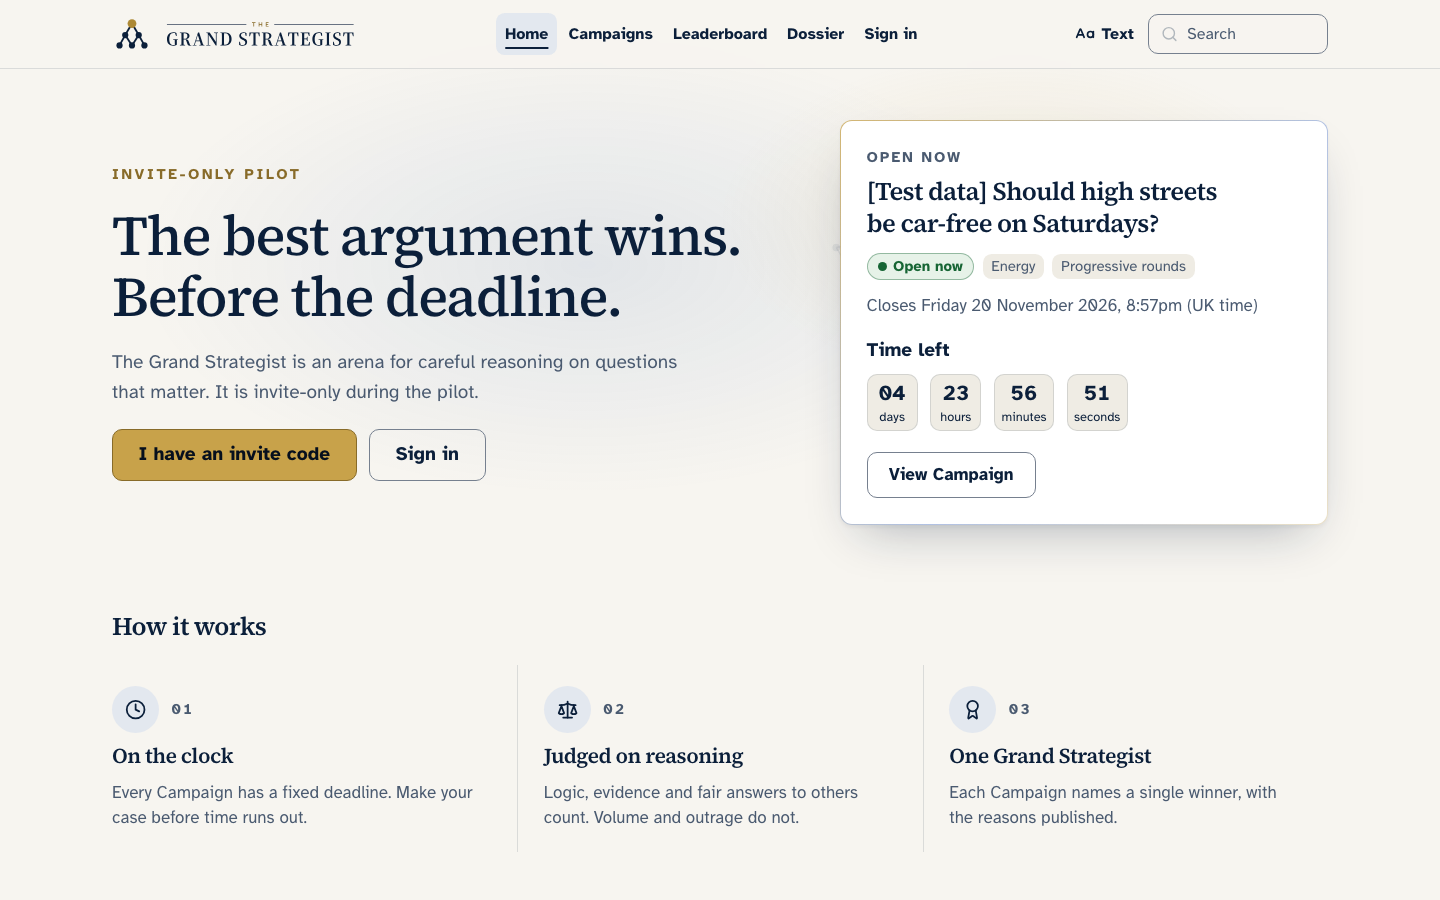 THE
GRAND STRATEGIST
Home
Campaigns
Leaderboard
Dossier
Sign in
Aa Text
Search
INVITE-ONLY PILOT
The best argument wins.
Before the deadline.
The Grand Strategist is an arena for careful reasoning on questions
that matter. It is invite-only during the pilot.
I have an invite code
Sign in
OPEN NOW
[Test data] Should high streets
be car-free on Saturdays?
Open now
Energy
Progressive rounds
Closes Friday 20 November 2026, 8:57pm (UK time)
Time left
04
days
23
hours
56
minutes
51
seconds
View Campaign
How it works
01
On the clock
Every Campaign has a fixed deadline. Make your
case before time runs out.
02
Judged on reasoning
Logic, evidence and fair answers to others
count. Volume and outrage do not.
03
One Grand Strategist
Each Campaign names a single winner, with
the reasons published.